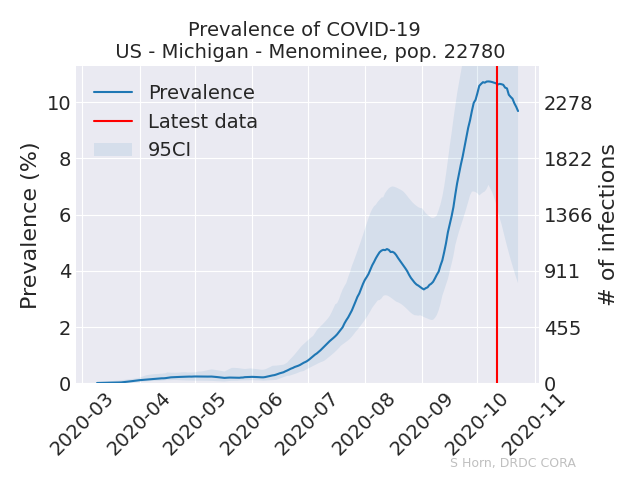 Prevalence of COVID-19
US - Michigan - Menominee, pop. 22780
Prevalence
Latest data
95CI
Prevalence (%)
10
8
6
4
2
0
2278
1822
1366
911
455
0
# of infections
2020-03
2020-04
2020-05
2020-06
2020-07
2020-08
2020-09
2020-10
2020-11
S Horn, DRDC CORA